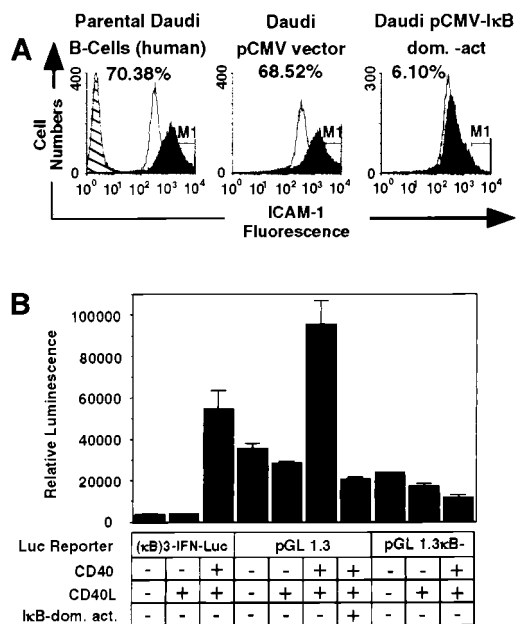 A
Parental Daudi
B-Cells (human)
70.38%
Daudi
pCMV vector
68.52%
Daudi pCMV-IκB
dom. -act
6.10%
Cell
Numbers
400
0
M1
10⁰ 10¹ 10² 10³ 10⁴
400
0
M1
10⁰ 10¹ 10² 10³ 10⁴
300
0
M1
10⁰ 10¹ 10² 10³ 10⁴
ICAM-1
Fluorescence
B
Relative Luminescence
100000
80000
60000
40000
20000
0
Luc Reporter (κB)3-IFN-Luc pGL 1.3 pGL 1.3κB-
CD40 - - + - - + + - - +
CD40L - + + - + + + - + +
IκB-dom. act. - - - - - - + - - -